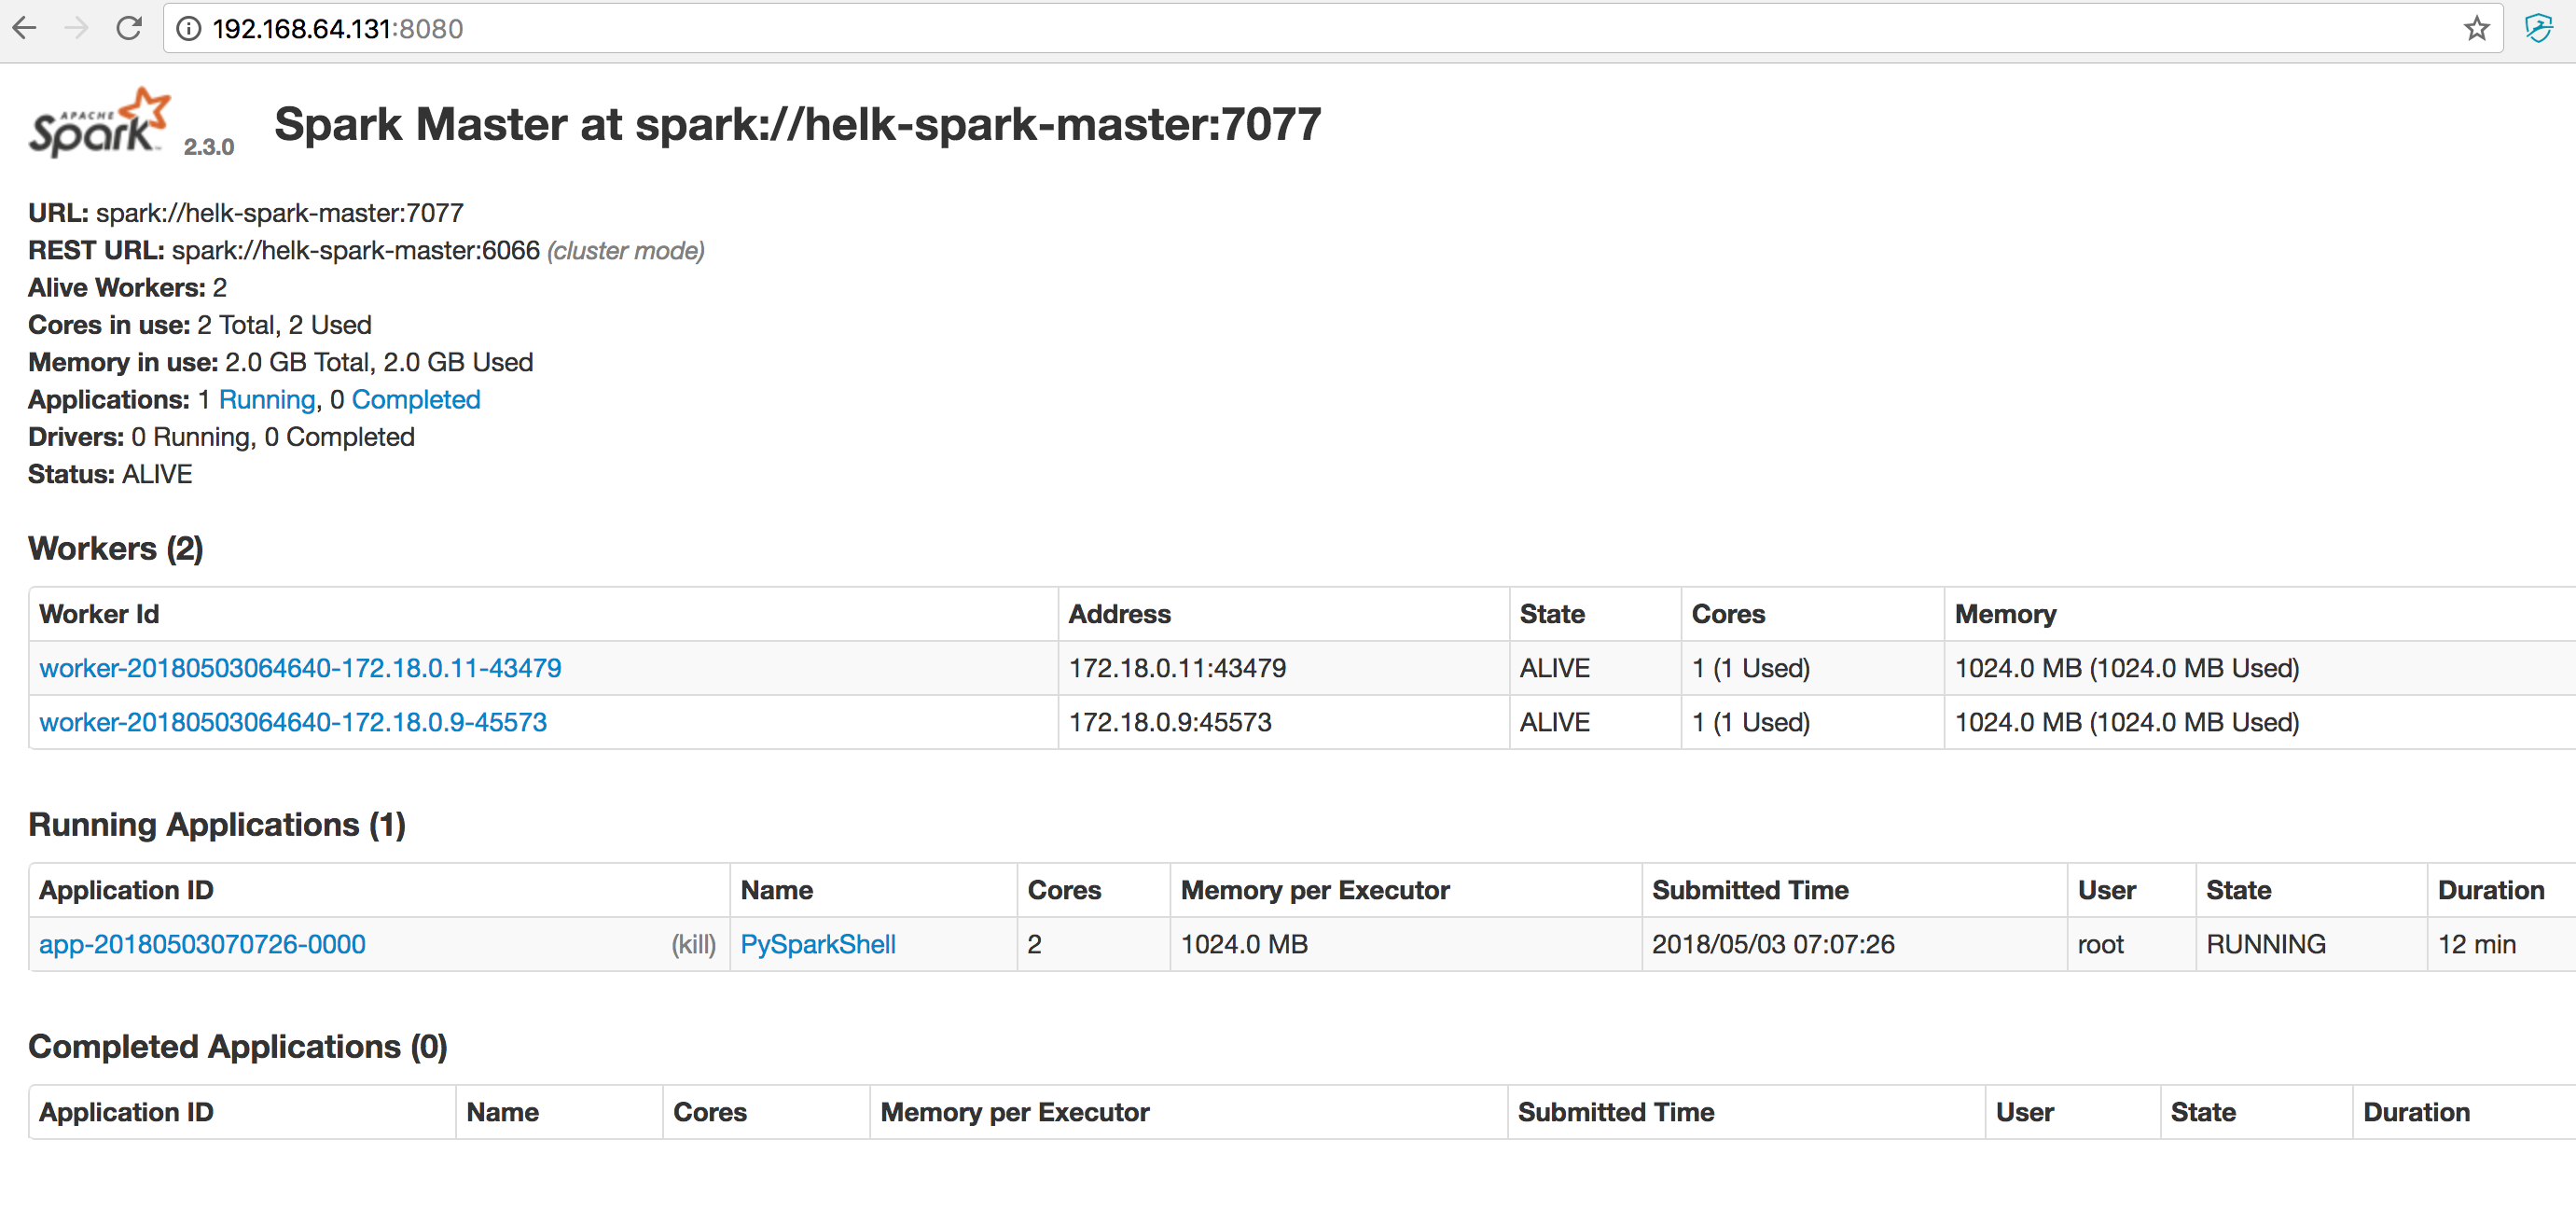 192.168.64.131:8080
APACHE
Spark 2.3.0 Spark Master at spark://helk-spark-master:7077
URL: spark://helk-spark-master:7077
REST URL: spark://helk-spark-master:6066 (cluster mode)
Alive Workers: 2
Cores in use: 2 Total, 2 Used
Memory in use: 2.0 GB Total, 2.0 GB Used
Applications: 1 Running, 0 Completed
Drivers: 0 Running, 0 Completed
Status: ALIVE
Workers (2)
Worker Id Address State Cores Memory
worker-20180503064640-172.18.0.11-43479 172.18.0.11:43479 ALIVE 1 (1 Used) 1024.0 MB (1024.0 MB Used)
worker-20180503064640-172.18.0.9-45573 172.18.0.9:45573 ALIVE 1 (1 Used) 1024.0 MB (1024.0 MB Used)
Running Applications (1)
Application ID Name Cores Memory per Executor Submitted Time User State Duration
app-20180503070726-0000 (kill) PySparkShell 2 1024.0 MB 2018/05/03 07:07:26 root RUNNING 12 min
Completed Applications (0)
Application ID Name Cores Memory per Executor Submitted Time User State Duration